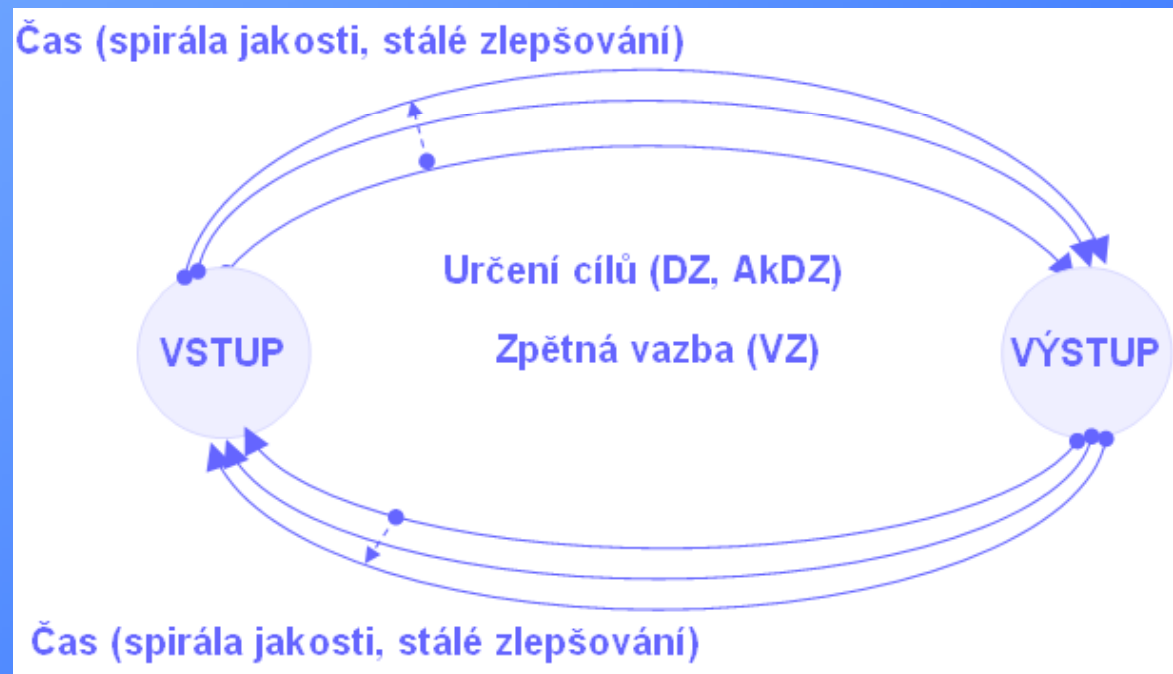 Čas (spirála jakosti, stálé zlepšování)
Určení cílů (DZ, AkDZ)
Zpětná vazba (VZ)
VSTUP
VÝSTUP
Čas (spirála jakosti, stálé zlepšování)